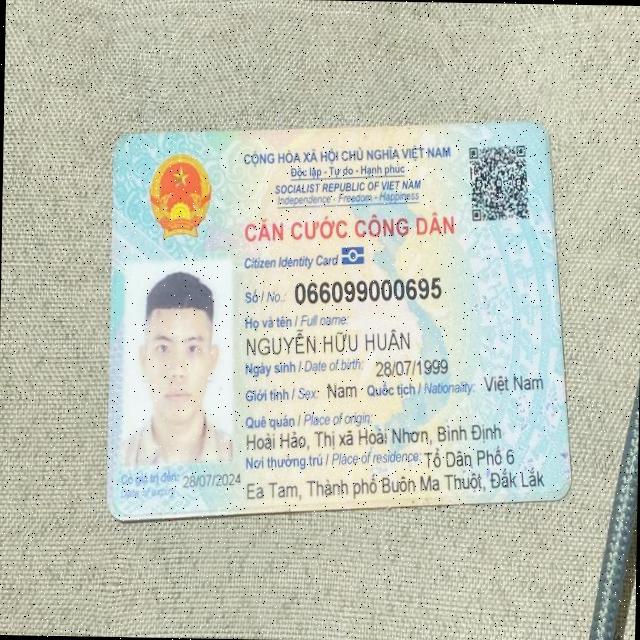 CỘNG HÒA XÃ HỘI CHỦ NGHĨA VIỆT NAM
Độc lập - Tự do - Hạnh phúc
SOCIALIST REPUBLIC OF VIET NAM
Independence - Freedom - Happiness
CĂN CƯỚC CÔNG DÂN
Citizen Identity Card
Số / No.: 066099000695
Họ và tên / Full name:
NGUYỄN HỮU HUÂN
Ngày sinh / Date of birth: 28/07/1999
Giới tính / Sex: Nam Quốc tịch / Nationality: Việt Nam
Quê quán / Place of origin:
Hoài Hảo, Thị xã Hoài Nhơn, Bình Định
Nơi thường trú / Place of residence: Tổ Dân Phố 6
Ea Tam, Thành phố Buôn Ma Thuột, Đắk Lắk
Có giá trị đến: 28/07/2024
Date of expiry